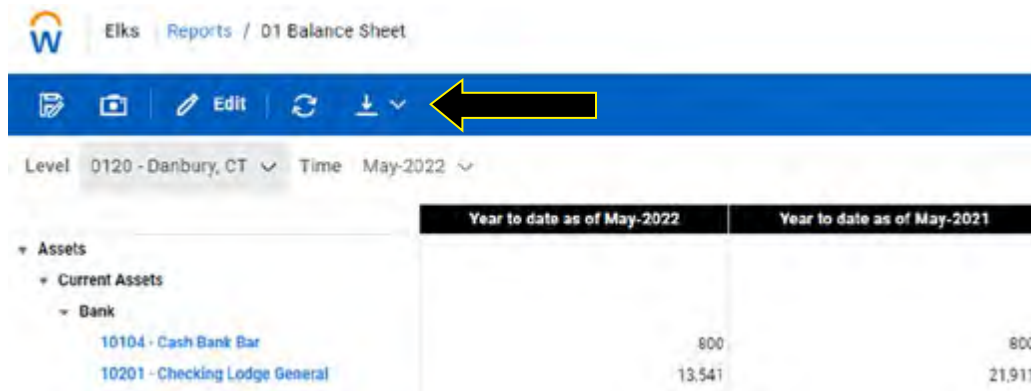 Elks Reports / 01 Balance Sheet
Edit
Level 0120 - Danbury, CT Time May-2022
Year to date as of May-2022 Year to date as of May-2021
Assets
Current Assets
Bank
10104 - Cash Bank Bar 800 800
10201 - Checking Lodge General 13,541 21,911